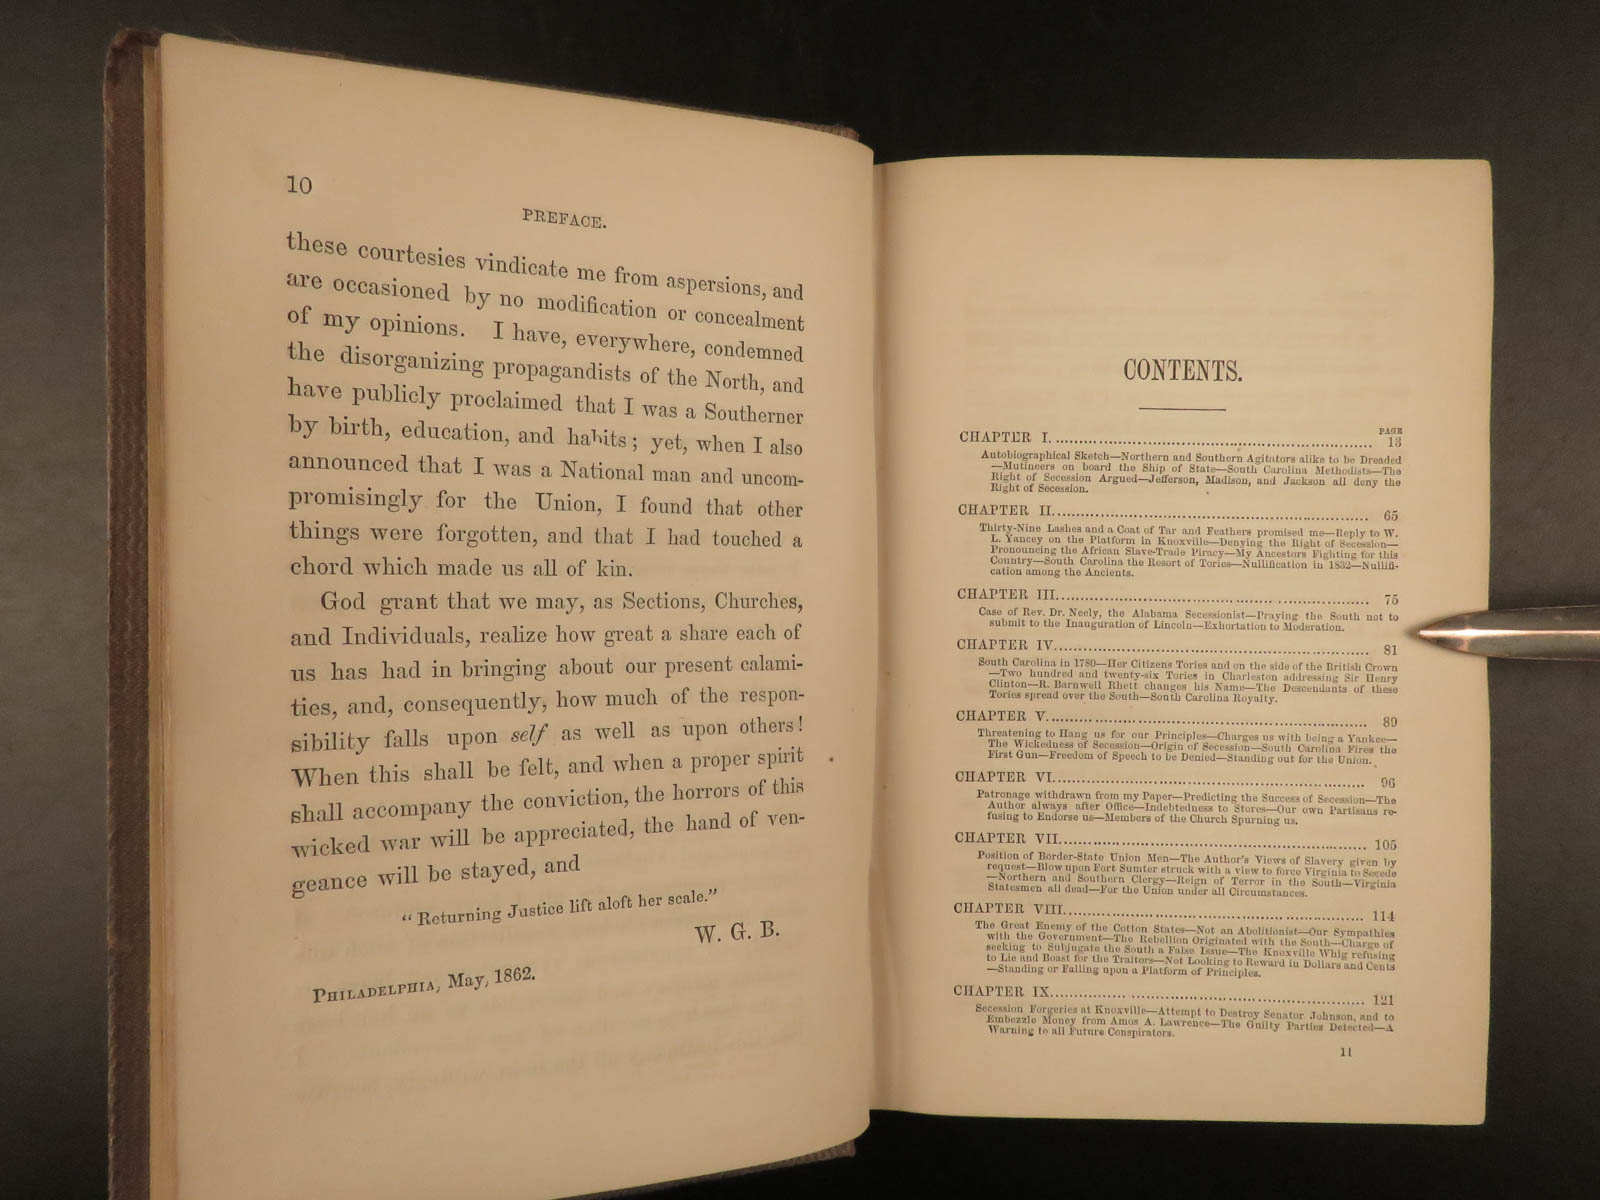 10
PREFACE.
these courtesies vindicate me from aspersions, and
are occasioned by no modification or concealment
of my opinions. I have, everywhere, condemned
the disorganizing propagandists of the North, and
have publicly proclaimed that I was a Southerner
by birth, education, and habits; yet, when I also
announced that I was a National man and uncom-
promisingly for the Union, I found that other
things were forgotten, and that I had touched a
chord which made us all of kin.
God grant that we may, as Sections, Churches,
and Individuals, realize how great a share each of
us has had in bringing about our present calami-
ties, and, consequently, how much of the respon-
sibility falls upon self as well as upon others!
When this shall be felt, and when a proper spirit
shall accompany the conviction, the horrors of this
wicked war will be appreciated, the hand of ven-
geance will be stayed, and
"Returning Justice lift aloft her scale."
W. G. B.
PHILADELPHIA, May, 1862.
CONTENTS.
PAGE
CHAPTER I. 13
Autobiographical Sketch—Northern and Southern Agitators alike to be Dreaded
—Mutineers on board the Ship of State—South Carolina Methodists—The
Right of Secession Argued—Jefferson, Madison, and Jackson all deny the
Right of Secession.
CHAPTER II. 65
Thirty-Nine Lashes and a Coat of Tar and Feathers promised me—Reply to W.
L. Yancey on the Platform in Knoxville—Denying the Right of Secession—
Pronouncing the African Slave-Trade Piracy—My Ancestors Fighting for this
Country—South Carolina the Resort of Tories—Nullification in 1832—Nullifi-
cation among the Ancients.
CHAPTER III. 75
Case of Rev. Dr. Neely, the Alabama Secessionist—Praying the South not to
submit to the Inauguration of Lincoln—Exhortation to Moderation.
CHAPTER IV. 81
South Carolina in 1780—Her Citizens Tories and on the side of the British Crown
—Two hundred and twenty-six Tories in Charleston addressing Sir Henry
Clinton—R. Barnwell Rhett changes his Name—The Descendants of these
Tories spread over the South—South Carolina Royalty.
CHAPTER V. 89
Threatening to Hang us for our Principles—Charges us with being a Yankee—
The Wickedness of Secession—Origin of Secession—South Carolina Fires the
First Gun—Freedom of Speech to be Denied—Standing out for the Union.
CHAPTER VI. 96
Patronage withdrawn from my Paper—Predicting the Success of Secession—The
Author always after Office—Indebtedness to Stores—Our own Partisans re-
fusing to Endorse us—Members of the Church Spurning us.
CHAPTER VII. 105
Position of Border-State Union Men—The Author's Views of Slavery given by
request—Blow upon Fort Sumter struck with a view to force Virginia to Secede
—Northern and Southern Clergy—Reign of Terror in the South—Virginia
Statesmen all dead—For the Union under all Circumstances.
CHAPTER VIII. 114
The Great Enemy of the Cotton States—Not an Abolitionist—Our Sympathies
with the Government—The Rebellion Originated with the South—Charge of
seeking to Subjugate the South a False Issue—The Knoxville Whig refusing
to Lie and Boast for the Traitors—Not Looking to Reward in Dollars and Cents
—Standing or Falling upon a Platform of Principles.
CHAPTER IX. 121
Secession Forgeries at Knoxville—Attempt to Destroy Senator Johnson, and to
Embezzle Money from Amos A. Lawrence—The Guilty Parties Detected—A
Warning to all Future Conspirators.
11